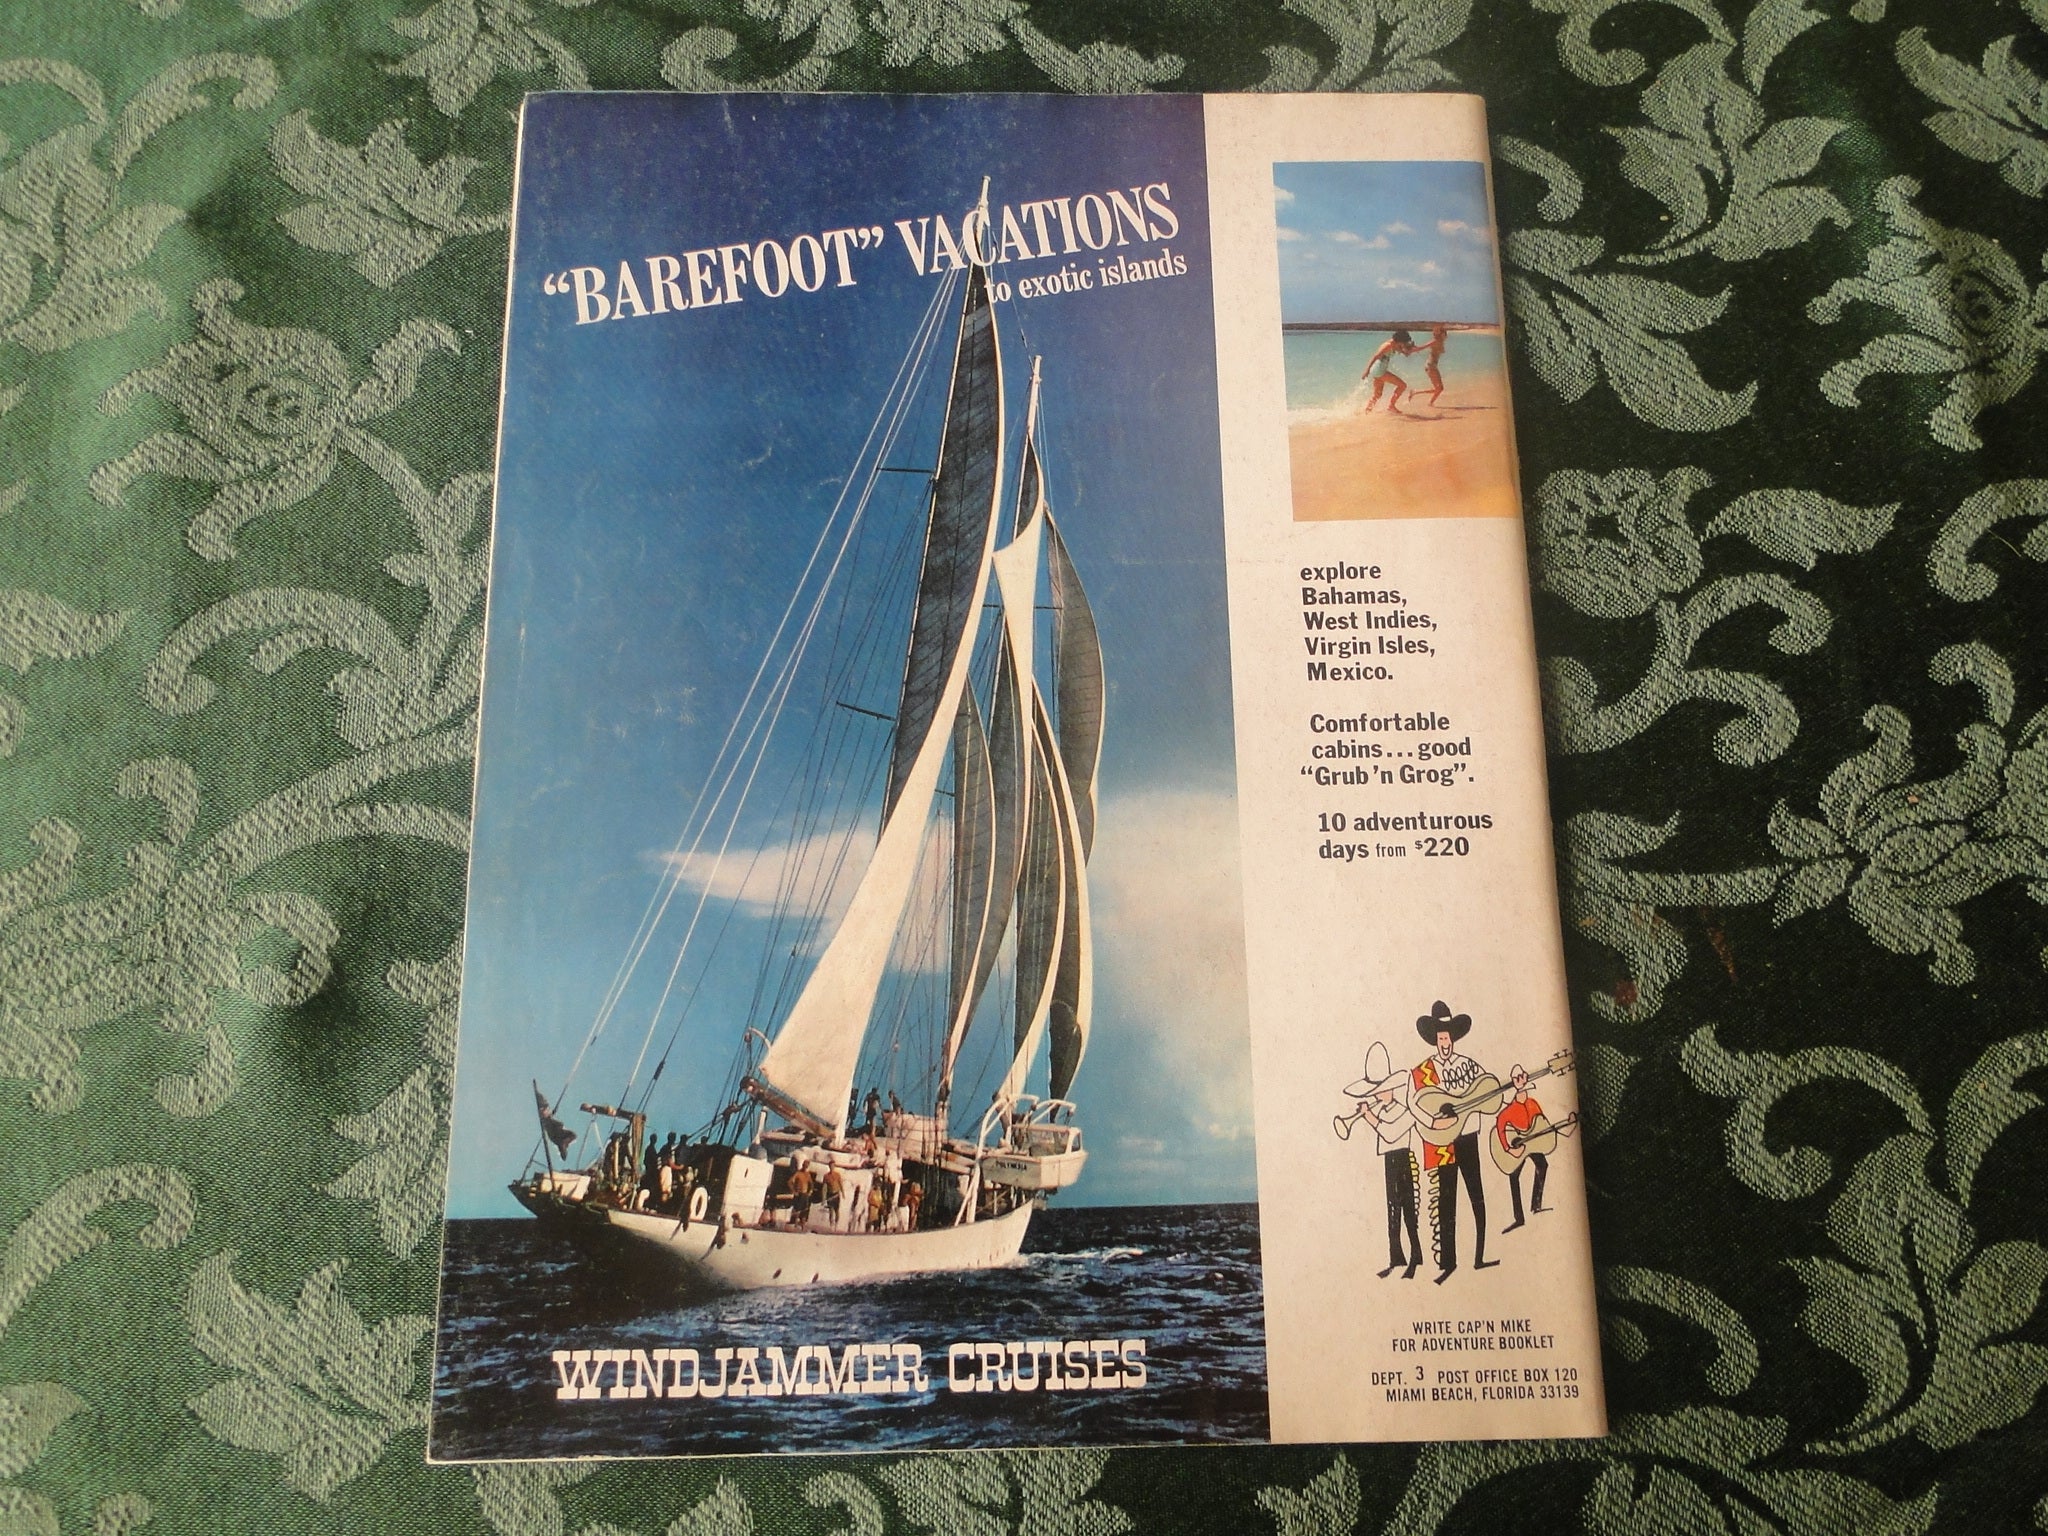 “BAREFOOT” VACATIONS
to exotic islands
explore
Bahamas,
West Indies,
Virgin Isles,
Mexico.
Comfortable
cabins...good
“Grub ’n Grog”.
10 adventurous
days from $220
POLYNESIA
WINDJAMMER CRUISES
WRITE CAP'N MIKE
FOR ADVENTURE BOOKLET
DEPT. 3 POST OFFICE BOX 120
MIAMI BEACH, FLORIDA 33139